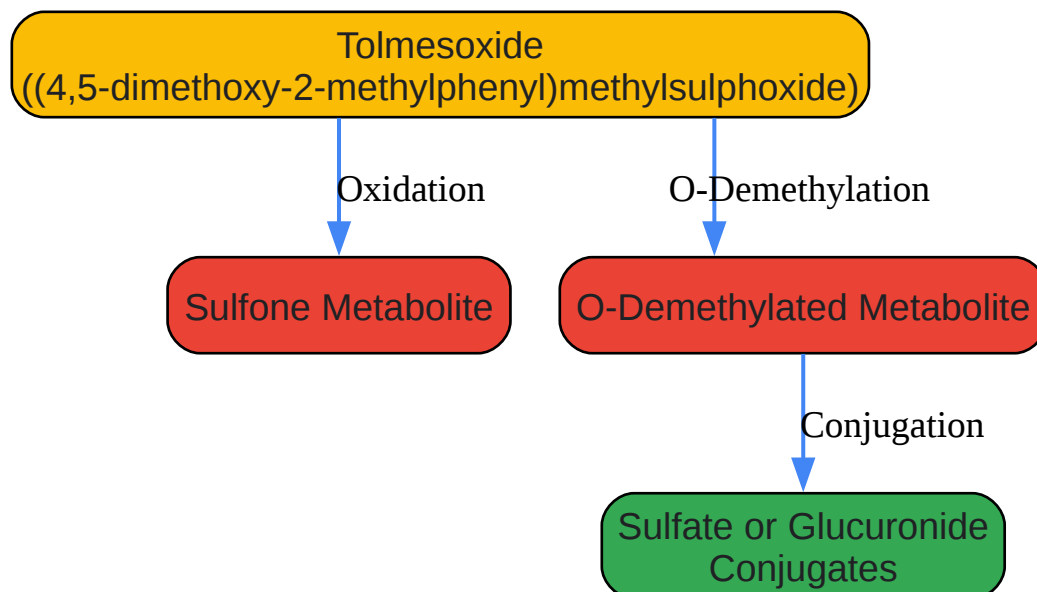 Tolmesoxide
((4,5-dimethoxy-2-methylphenyl)methylsulphoxide)
Oxidation
O-Demethylation
Sulfone Metabolite
O-Demethylated Metabolite
Conjugation
Sulfate or Glucuronide
Conjugates